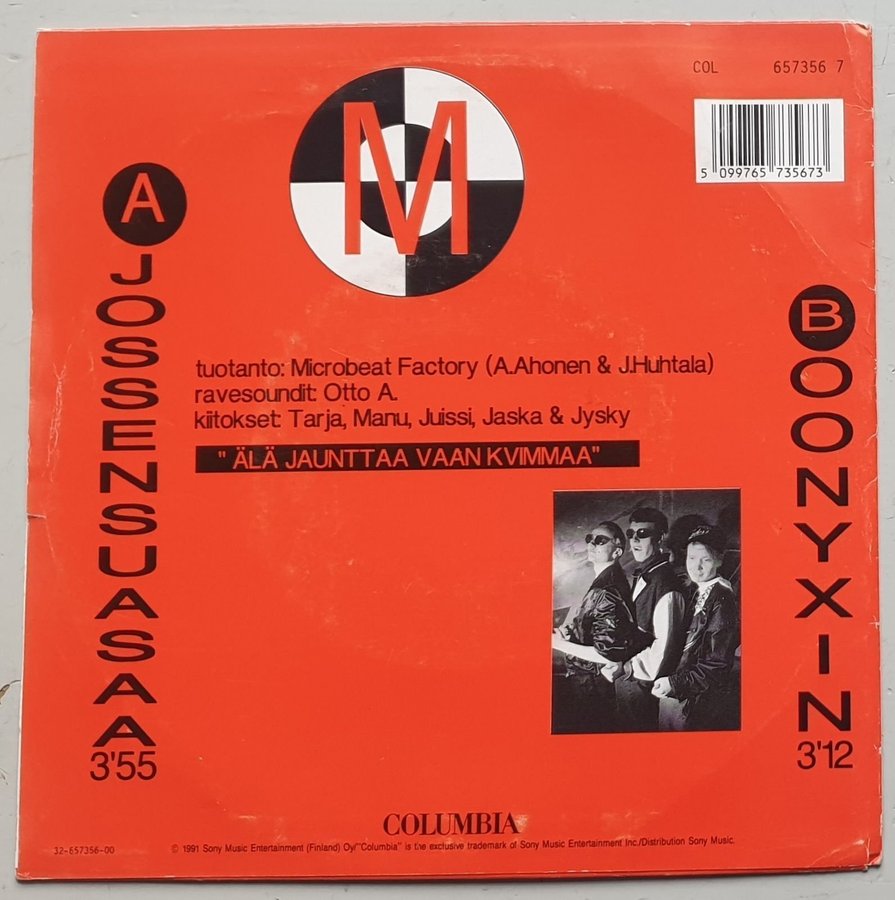 COL 657356 7
M
5 099765 735673
A
JOSSENSUASAA
3'55
B
OONYXIN
3'12
tuotanto: Microbeat Factory (A.Ahonen & J.Huhtala)
ravesoundit: Otto A.
kiitokset: Tarja, Manu, Juissi, Jaska & Jysky
" ÄLÄ JAUNTTAA VAAN KVIMMAA"
COLUMBIA
32-657356-00
© 1991 Sony Music Entertainment (Finland) Oy/"Columbia" is the exclusive trademark of Sony Music Entertainment Inc./Distribution Sony Music.